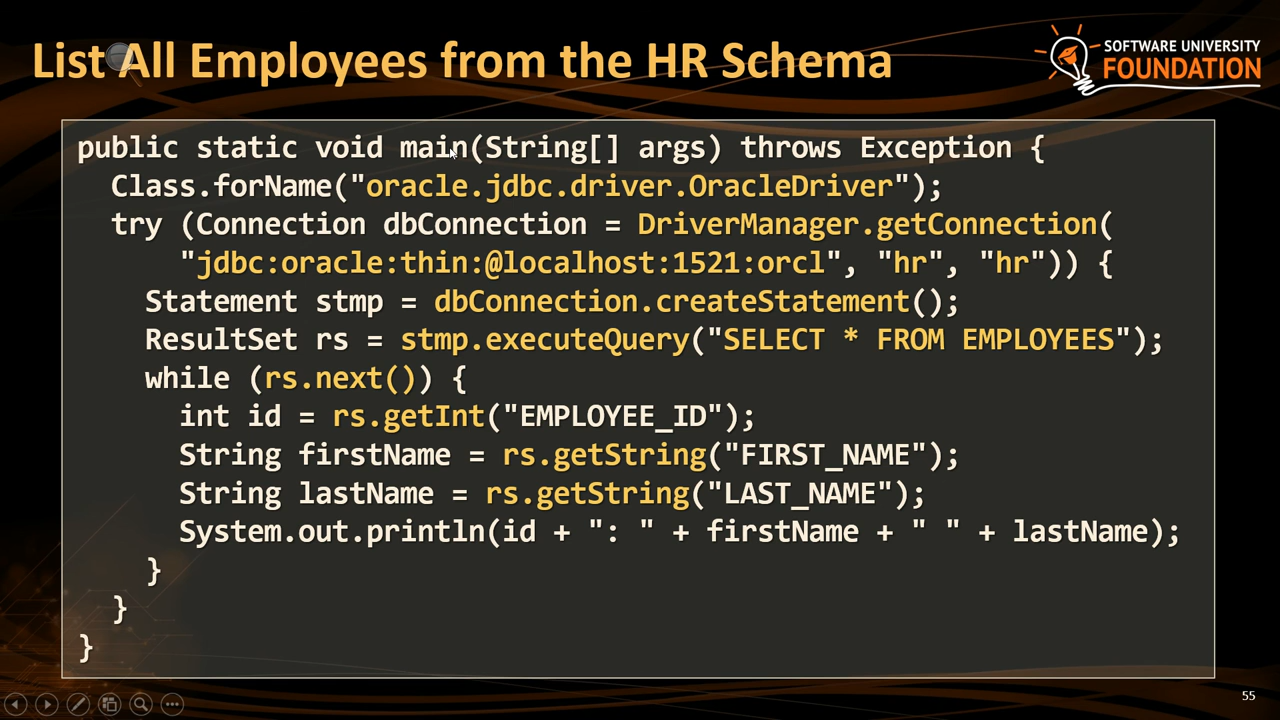 List All Employees from the HR Schema
SOFTWARE UNIVERSITY
FOUNDATION
public static void main(String[] args) throws Exception {
  Class.forName("oracle.jdbc.driver.OracleDriver");
  try (Connection dbConnection = DriverManager.getConnection(
      "jdbc:oracle:thin:@localhost:1521:orcl", "hr", "hr")) {
    Statement stmp = dbConnection.createStatement();
    ResultSet rs = stmp.executeQuery("SELECT * FROM EMPLOYEES");
    while (rs.next()) {
      int id = rs.getInt("EMPLOYEE_ID");
      String firstName = rs.getString("FIRST_NAME");
      String lastName = rs.getString("LAST_NAME");
      System.out.println(id + ": " + firstName + " " + lastName);
    }
  }
}
55